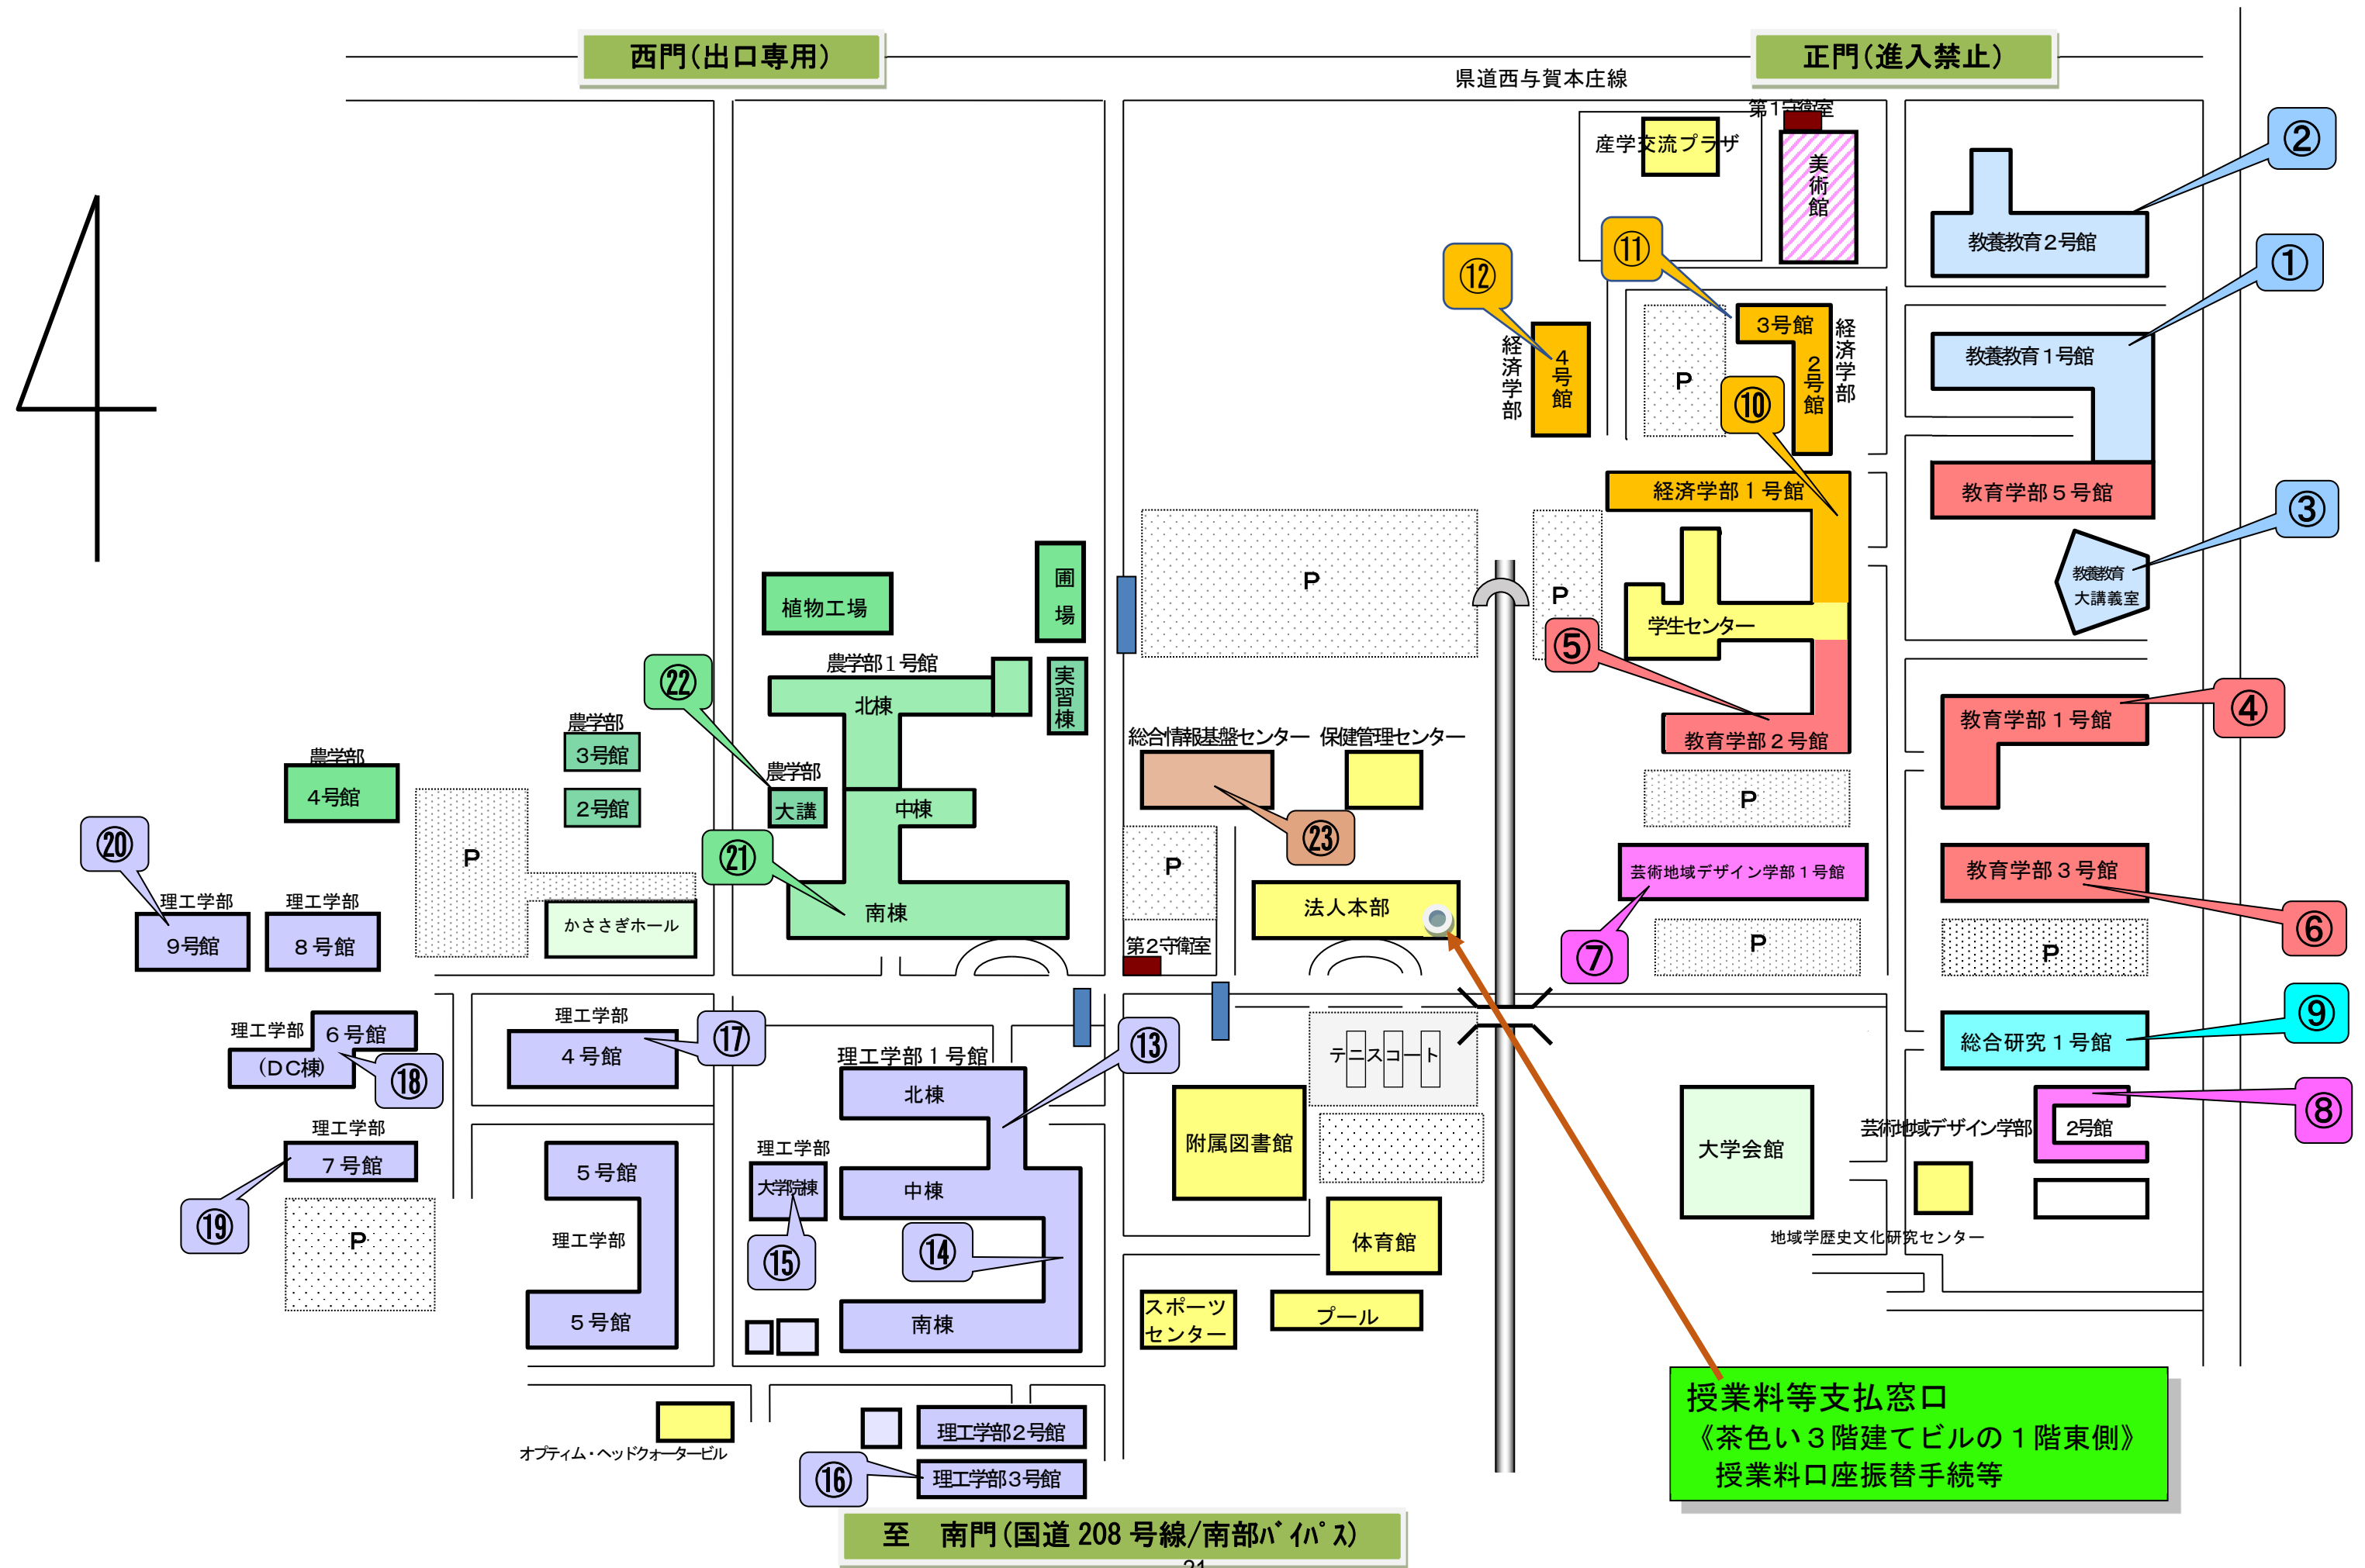 西門(出口専用)
正門(進入禁止)
県道西与賀本庄線
第1守衛室
産学交流プラザ
美術館
②
教養教育2号館
①
教養教育1号館
⑪
⑫
3号館
経済学部
2号館
経済学部
4号館
P
⑩
経済学部1号館
教育学部5号館
③
教養教育
大講義室
圃場
植物工場
P
P
学生センター
⑤
教育学部2号館
④
教育学部1号館
㉒
農学部1号館
北棟
実習棟
農学部
3号館
2号館
農学部
4号館
農学部
大講
中棟
総合情報基盤センター
保健管理センター
㉓
P
⑳
P
㉑
P
芸術地域デザイン学部1号館
教育学部3号館
理工学部
9号館
理工学部
8号館
かささぎホール
南棟
法人本部
第2守衛室
⑦
P
⑥
P
理工学部
6号館
(DC棟)
⑱
理工学部
4号館
⑰
理工学部1号館
⑬
北棟
テニスコート
⑨
総合研究1号館
⑧
理工学部
7号館
⑲
P
5号館
理工学部
5号館
理工学部
大学院棟
⑮
中棟
⑭
南棟
附属図書館
体育館
大学会館
芸術地域デザイン学部
2号館
地域学歴史文化研究センター
スポーツ
センター
プール
オプティム・ヘッドクォータービル
理工学部2号館
⑯
理工学部3号館
授業料等支払窓口
《茶色い3階建てビルの1階東側》
授業料口座振替手続等
至 南門(国道208号線/南部ﾊﾞｲﾊﾟｽ)
21